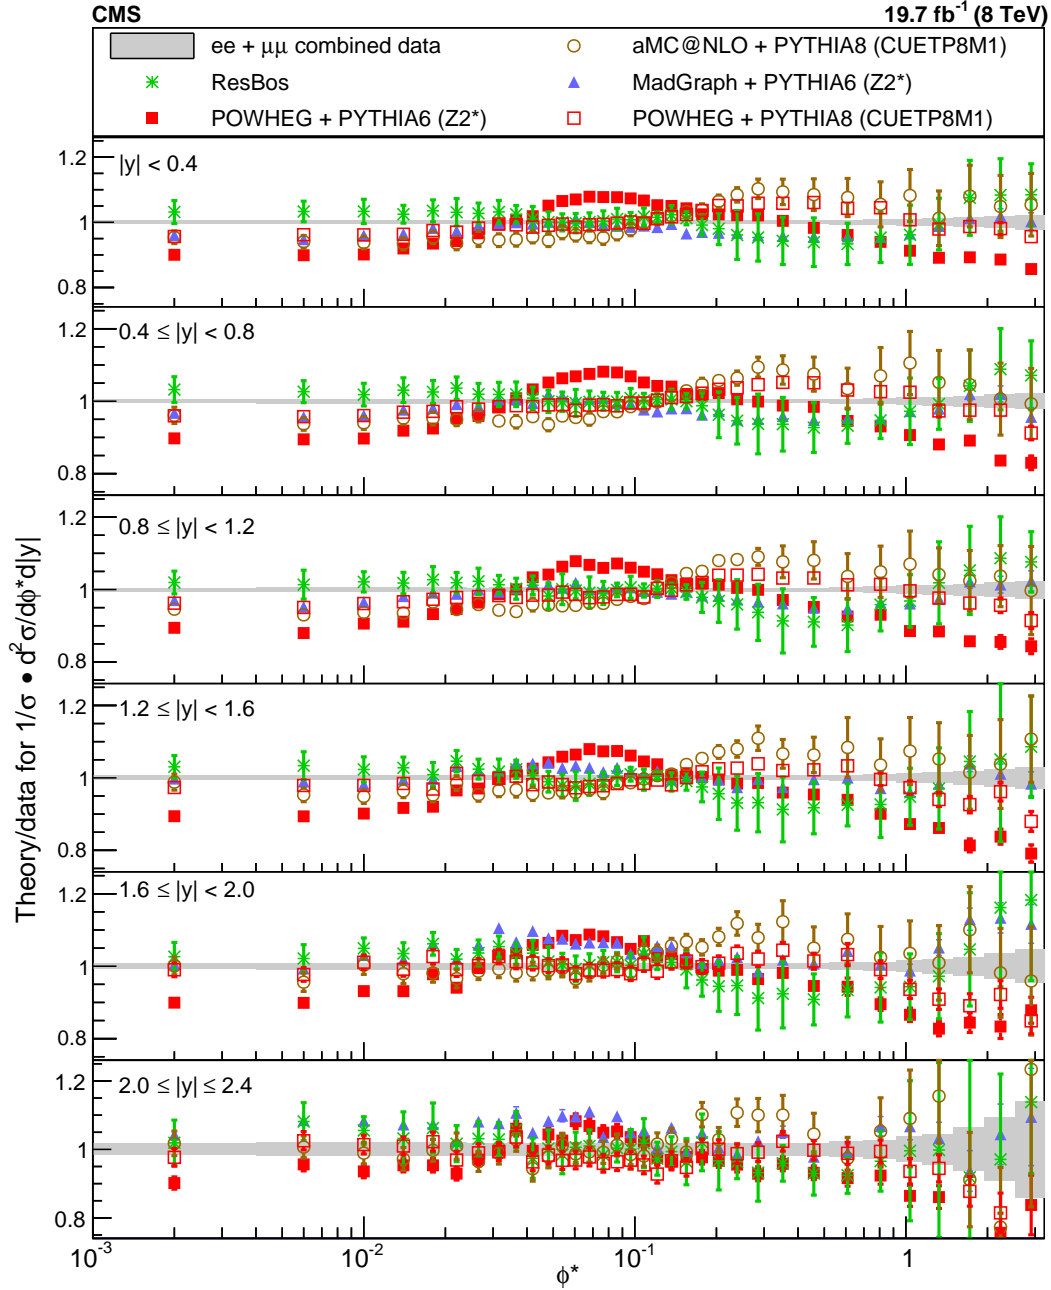 CMS 19.7 fb⁻¹ (8 TeV)
ee + μμ combined data
aMC@NLO + PYTHIA8 (CUETP8M1)
ResBos
MadGraph + PYTHIA6 (Z2*)
POWHEG + PYTHIA6 (Z2*)
POWHEG + PYTHIA8 (CUETP8M1)
Theory/data for 1/σ • d²σ/dϕ*d|y|
|y| < 0.4
1.2
1
0.8
0.4 ≤ |y| < 0.8
1.2
1
0.8
0.8 ≤ |y| < 1.2
1.2
1
0.8
1.2 ≤ |y| < 1.6
1.2
1
0.8
1.6 ≤ |y| < 2.0
1.2
1
0.8
2.0 ≤ |y| ≤ 2.4
1.2
1
0.8
10⁻³ 10⁻² 10⁻¹ 1
ϕ*